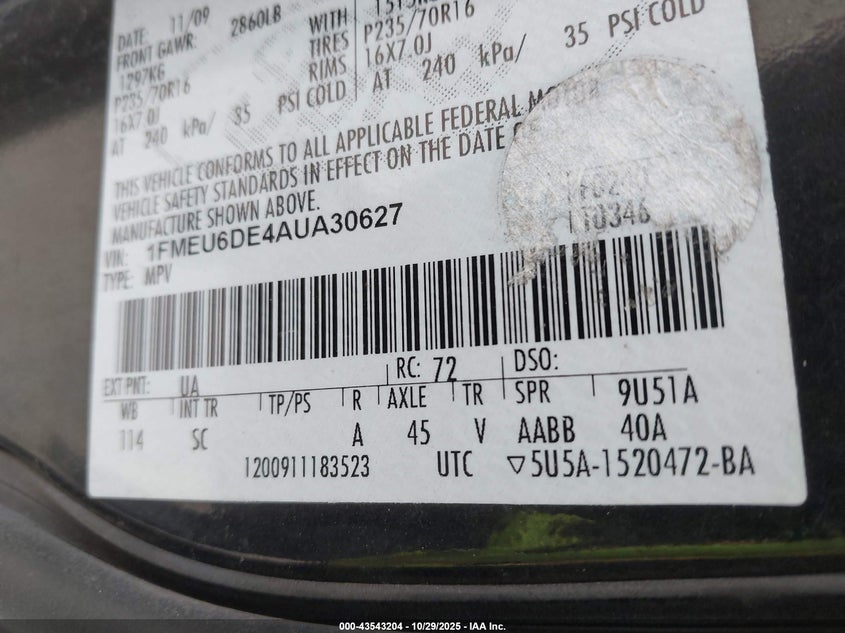 DATE: 11/09
FRONT GAWR: 2860LB WITH
1297KG TIRES P235/70R16
P235/70R16 RIMS 16X7.0J
16X7.0J AT 240 kPa/ 35 PSI COLD
AT 240 kPa/ 35 PSI COLD
THIS VEHICLE CONFORMS TO ALL APPLICABLE FEDERAL MOTOR
VEHICLE SAFETY STANDARDS IN EFFECT ON THE DATE OF
MANUFACTURE SHOWN ABOVE.
VIN: 1FMEU6DE4AUA30627
TYPE: MPV
110346
EXT PNT: UA RC: 72 DSO:
WB INT TR TP/PS R AXLE TR SPR 9U51A
114 SC A 45 V AABB 40A
1200911183523 UTC ▽5U5A-1520472-BA
000-43543204 - 10/29/2025 - IAA Inc.